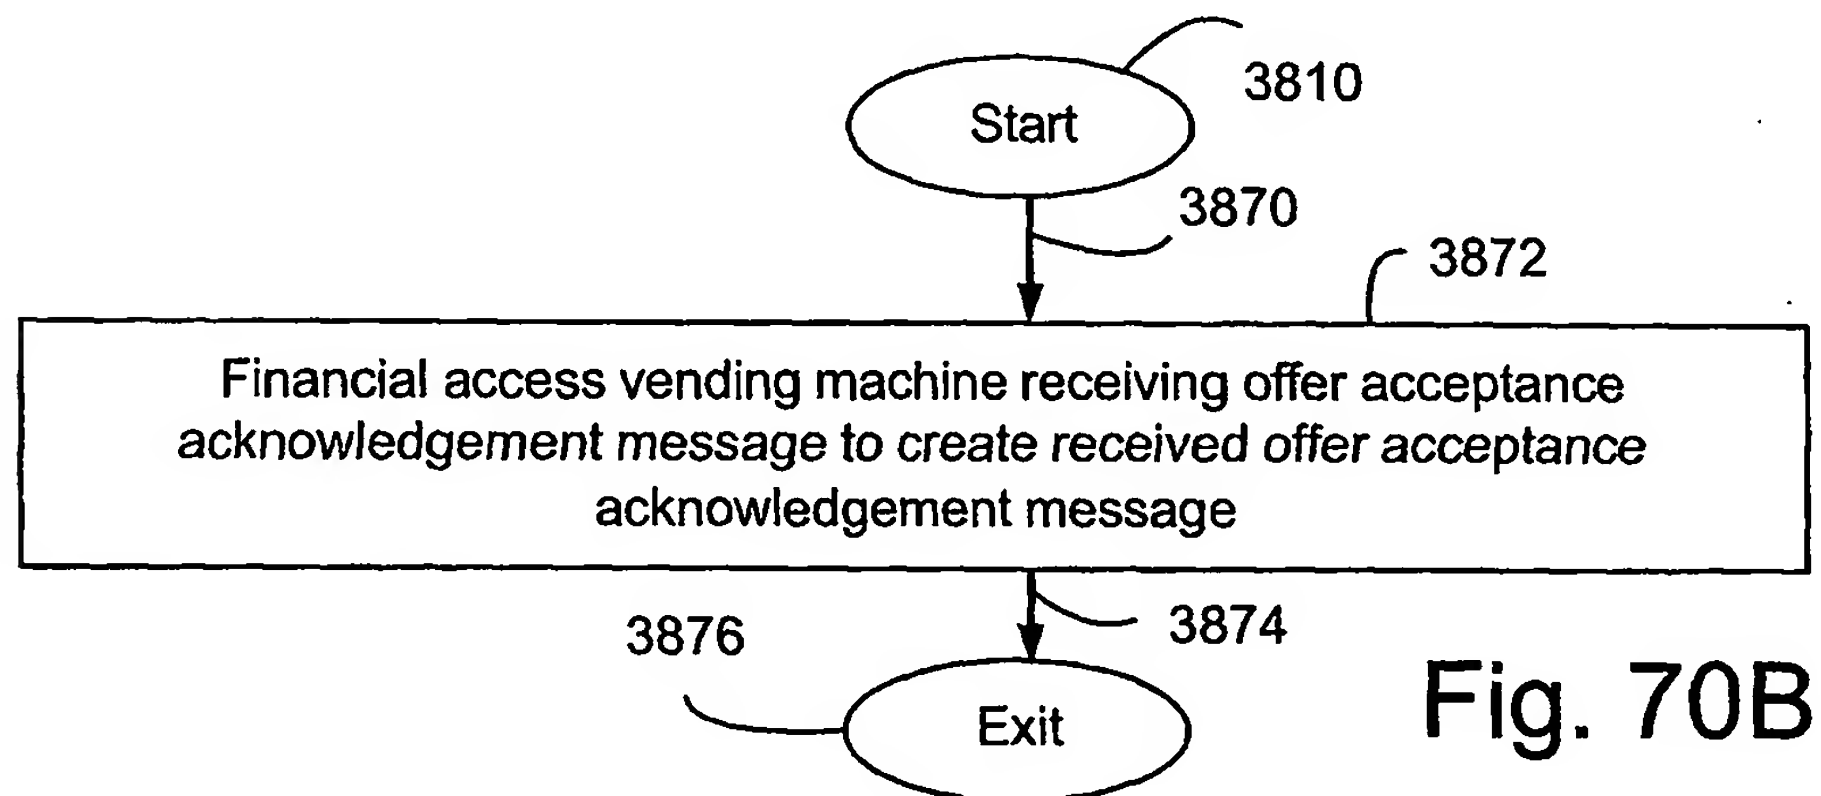 3810
Start
3870
3872
Financial access vending machine receiving offer acceptance
acknowledgement message to create received offer acceptance
acknowledgement message
3874
3876
Exit
Fig. 70B